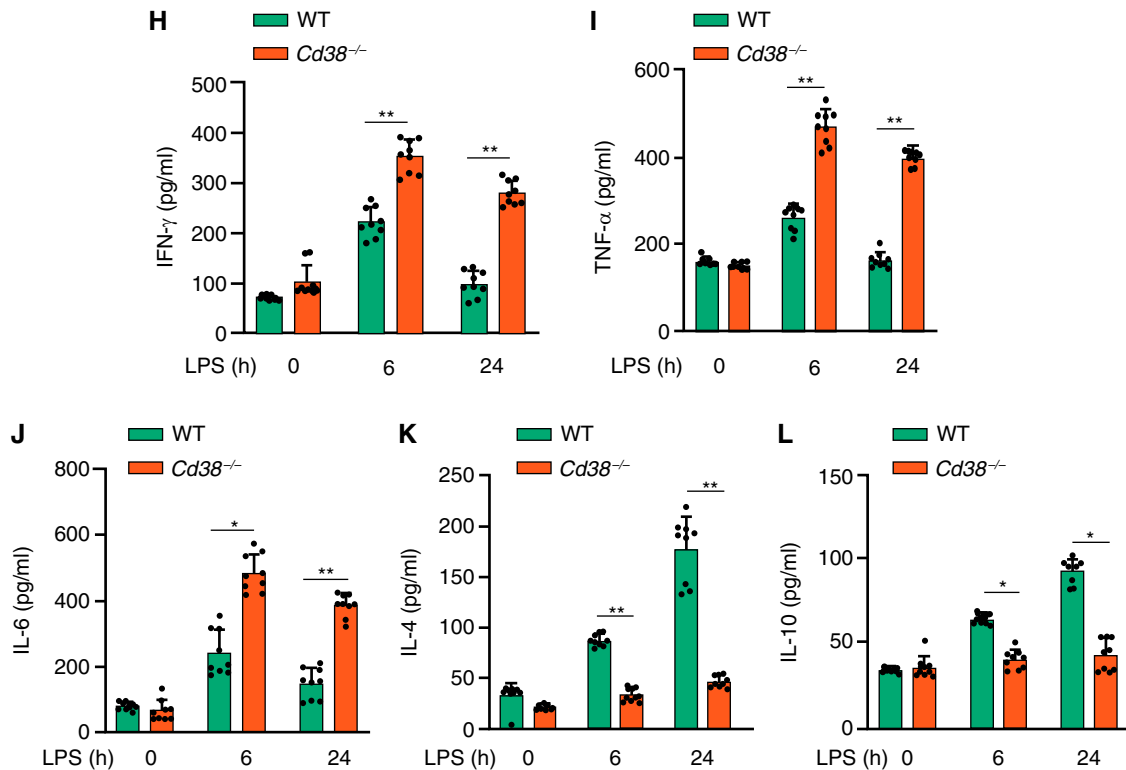 H
WT
Cd38–/–
IFN-γ (pg/ml)
500
400
300
200
100
0
**
**
LPS (h) 0 6 24
I
WT
Cd38–/–
TNF-α (pg/ml)
600
400
200
0
**
**
LPS (h) 0 6 24
J
WT
Cd38–/–
IL-6 (pg/ml)
800
600
400
200
0
*
**
LPS (h) 0 6 24
K
WT
Cd38–/–
IL-4 (pg/ml)
250
200
150
100
50
0
**
**
LPS (h) 0 6 24
L
WT
Cd38–/–
IL-10 (pg/ml)
150
100
50
0
*
*
LPS (h) 0 6 24